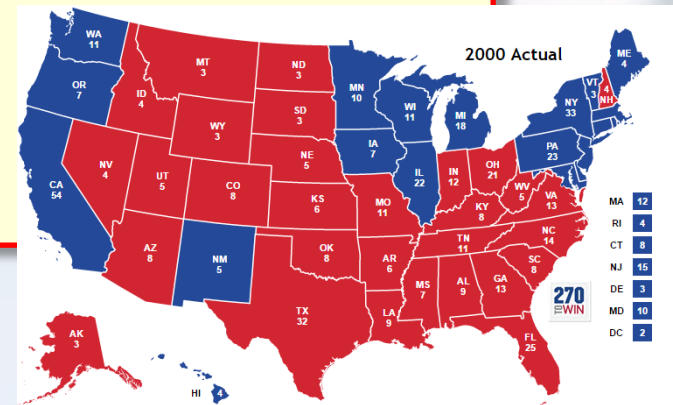 2000 Actual
WA
11
OR
7
CA
54
NV
4
ID
4
MT
3
WY
3
UT
5
AZ
8
CO
8
NM
5
ND
3
SD
3
NE
5
KS
6
OK
8
TX
32
MN
10
IA
7
MO
11
AR
6
LA
9
WI
11
IL
22
MI
18
IN
12
OH
21
KY
8
TN
11
MS
7
AL
9
GA
13
FL
25
SC
8
NC
14
VA
13
WV
5
PA
23
NY
33
VT
3
4
NH
ME
4
AK
3
HI 4
MA 12
RI 4
CT 8
NJ 15
DE 3
MD 10
DC 2
270
TO WIN